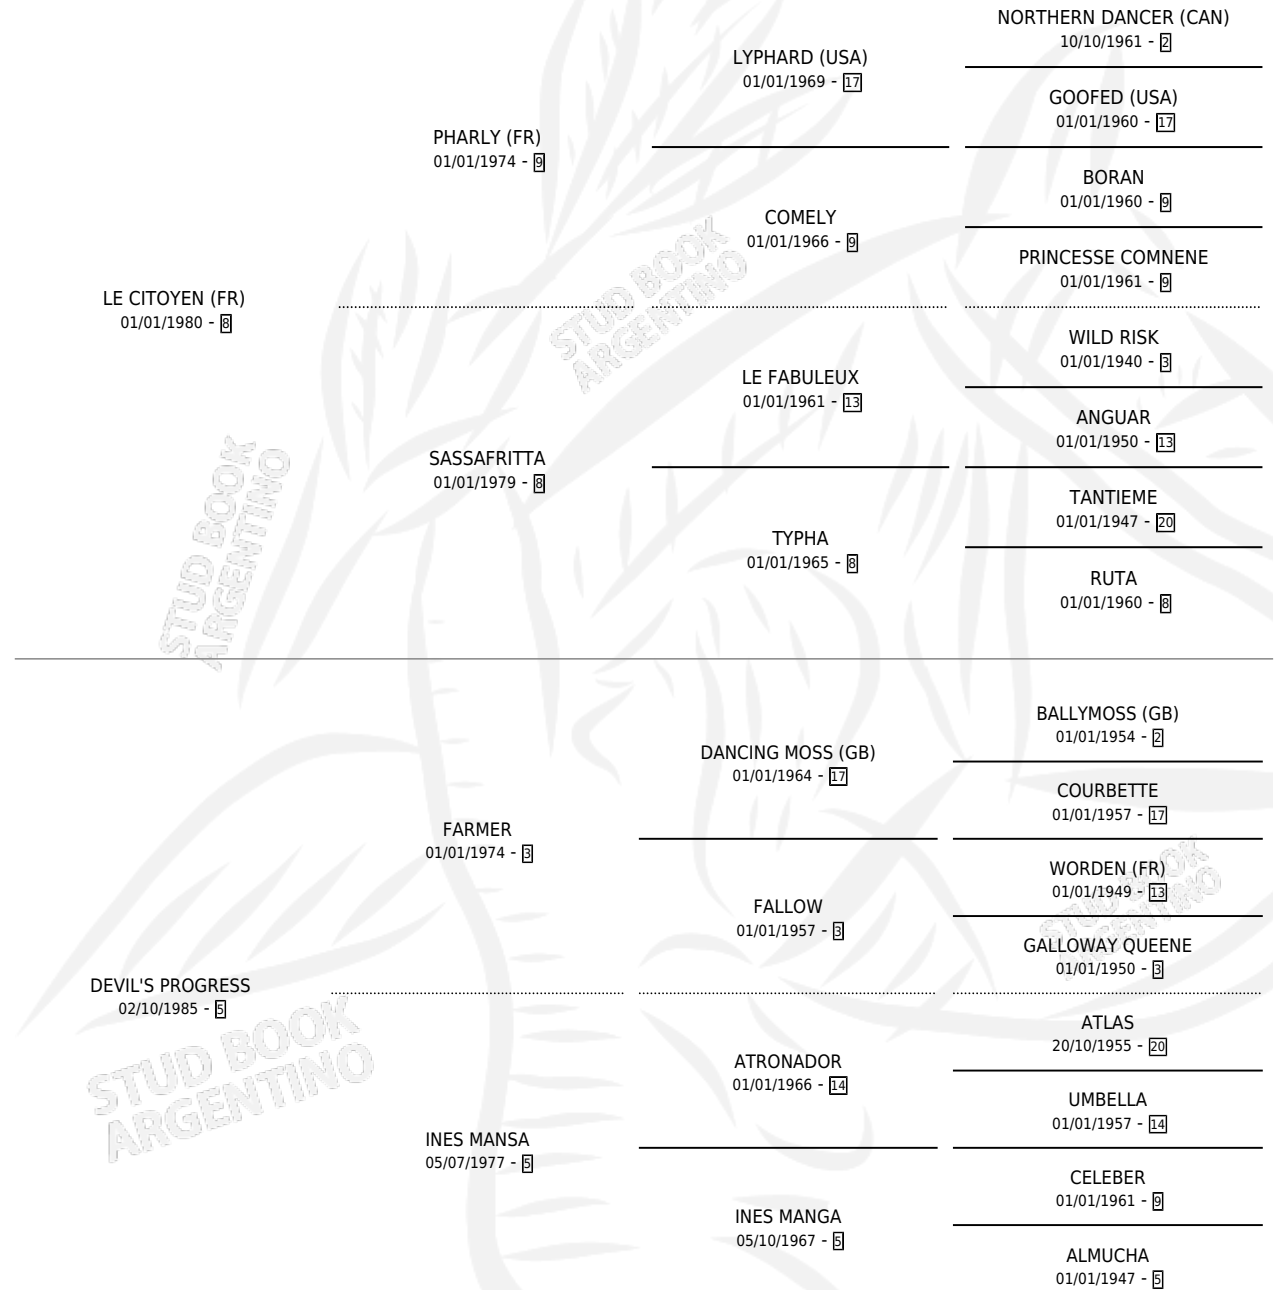 NORTHERN DANCER (CAN)
10/10/1961 - 2
LYPHARD (USA)
01/01/1969 - 17
GOOFED (USA)
01/01/1960 - 17
PHARLY (FR)
01/01/1974 - 9
BORAN
01/01/1960 - 9
COMELY
01/01/1966 - 9
PRINCESSE COMNENE
01/01/1961 - 9
LE CITOYEN (FR)
01/01/1980 - 8
WILD RISK
01/01/1940 - 3
LE FABULEUX
01/01/1961 - 13
ANGUAR
01/01/1950 - 13
SASSAFRITTA
01/01/1979 - 8
TANTIEME
01/01/1947 - 20
TYPHA
01/01/1965 - 8
RUTA
01/01/1960 - 8
BALLYMOSS (GB)
01/01/1954 - 2
DANCING MOSS (GB)
01/01/1964 - 17
COURBETTE
01/01/1957 - 17
FARMER
01/01/1974 - 3
WORDEN (FR)
01/01/1949 - 13
FALLOW
01/01/1957 - 3
GALLOWAY QUEENE
01/01/1950 - 3
DEVIL'S PROGRESS
02/10/1985 - 5
ATLAS
20/10/1955 - 20
ATRONADOR
01/01/1966 - 14
UMBELLA
01/01/1957 - 14
INES MANSA
05/07/1977 - 5
CELEBER
01/01/1961 - 9
INES MANGA
05/10/1967 - 5
ALMUCHA
01/01/1947 - 5
STUD BOOK
ARGENTINO
STUD BOOK
ARGENTINO
STUD BOOK
ARGENTINO
STUD BOOK
ARGENTINO